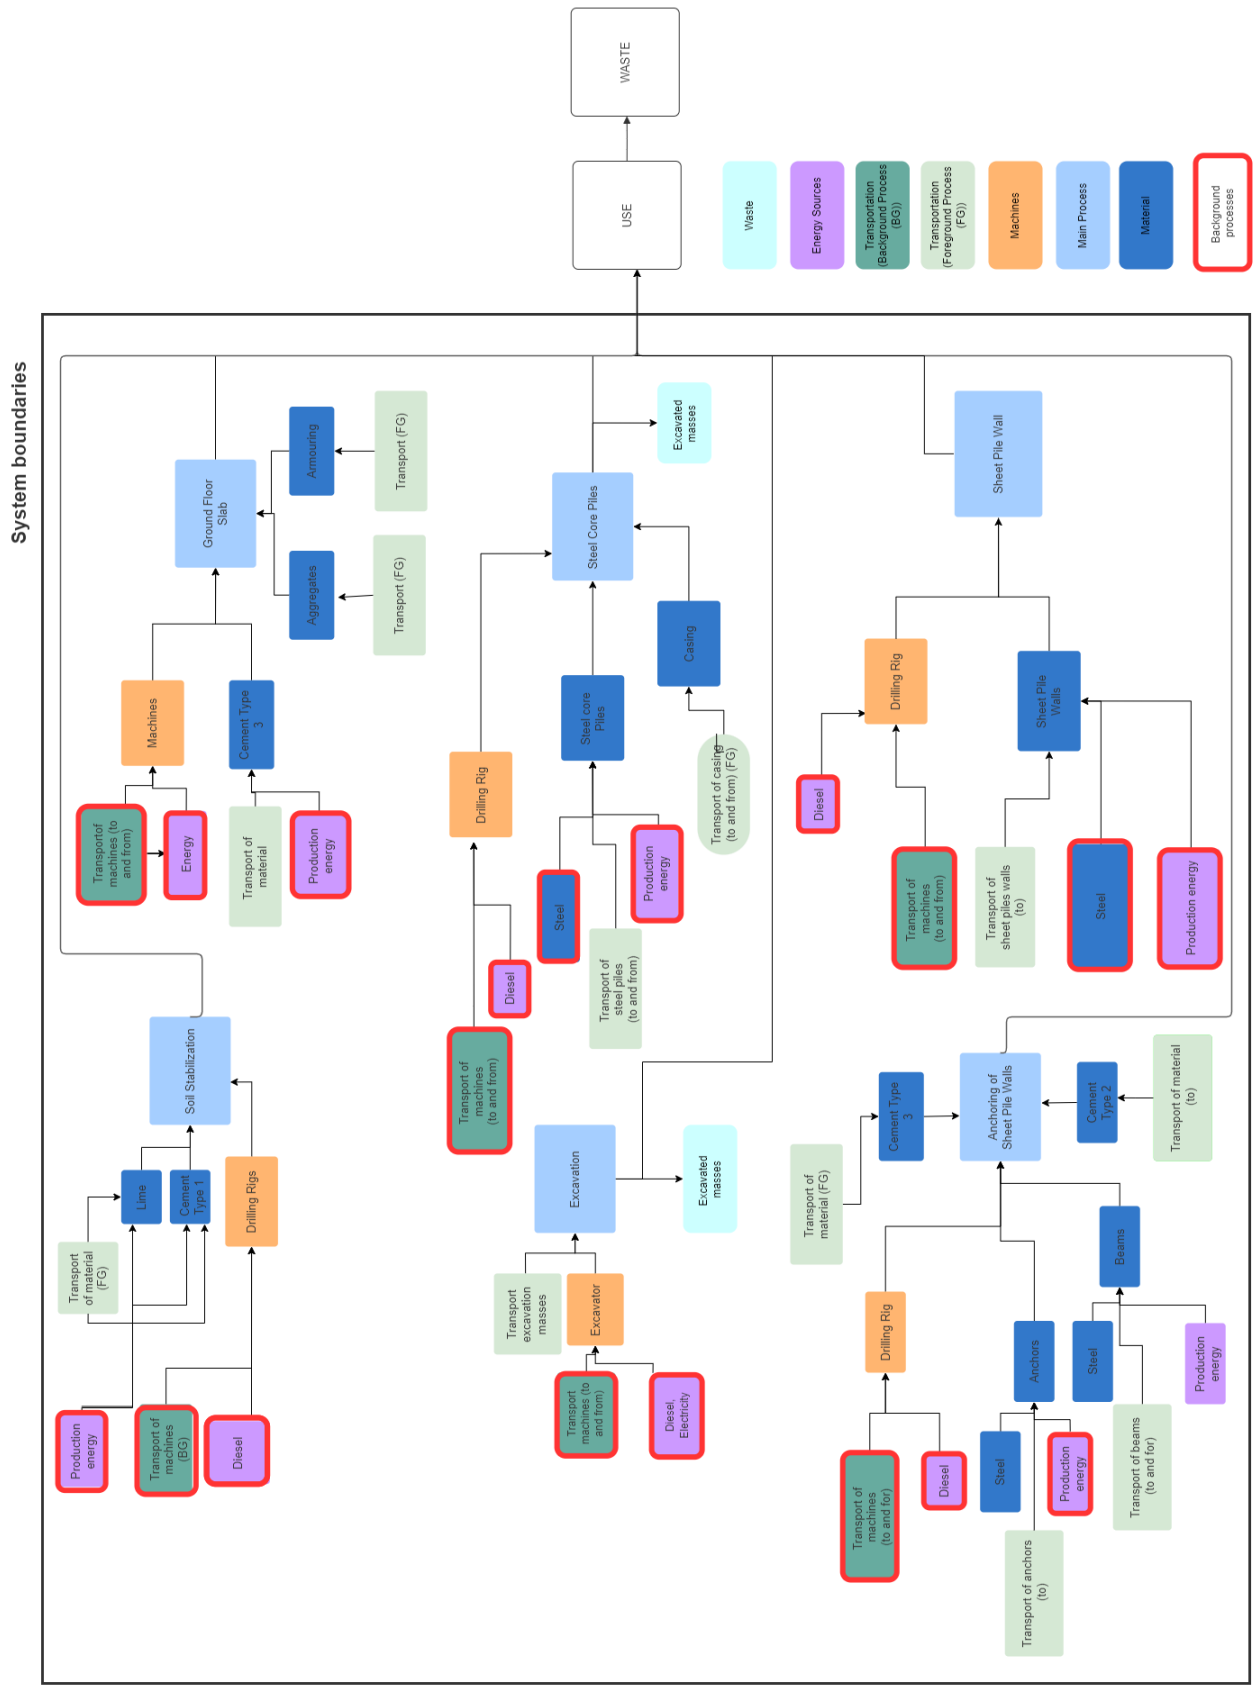 System boundaries
WASTE
USE
Waste
Energy Sources
Transportation
(Background Process
(BG))
Transportation
(Foreground Process
(FG))
Machines
Main Process
Material
Background
processes
Soil Stabilization
Lime
Cement
Type 1
Drilling Rigs
Transport
of material
(FG)
Production
energy
Transport of
machines
(BG)
Diesel
Ground Floor
Slab
Armouring
Transport (FG)
Aggregates
Transport (FG)
Machines
Cement Type
3
Transportof
machines (to
and from)
Energy
Transport of
material
Production
energy
Steel Core Piles
Excavated
masses
Casing
Steel core
Piles
Drilling Rig
Transport of casing
(to and from) (FG)
Production
energy
Steel
Transport of
steel piles
(to and from)
Diesel
Transport of
machines
(to and from)
Excavation
Excavated
masses
Transport
excavation
masses
Excavator
Transport
machines (to
and from)
Diesel,
Electricity
Sheet Pile Wall
Drilling Rig
Sheet Pile
Walls
Diesel
Transport of
machines
(to and from)
Transport of
sheet piles walls
(to)
Steel
Production energy
Anchoring of
Sheet Pile Walls
Cement Type
3
Cement
Type 2
Transport of material
(to)
Transport of
material (FG)
Drilling Rig
Beams
Anchors
Steel
Production
energy
Transport of beams
(to and for)
Transport of
machines
(to and for)
Diesel
Steel
Production
energy
Transport of anchors
(to)